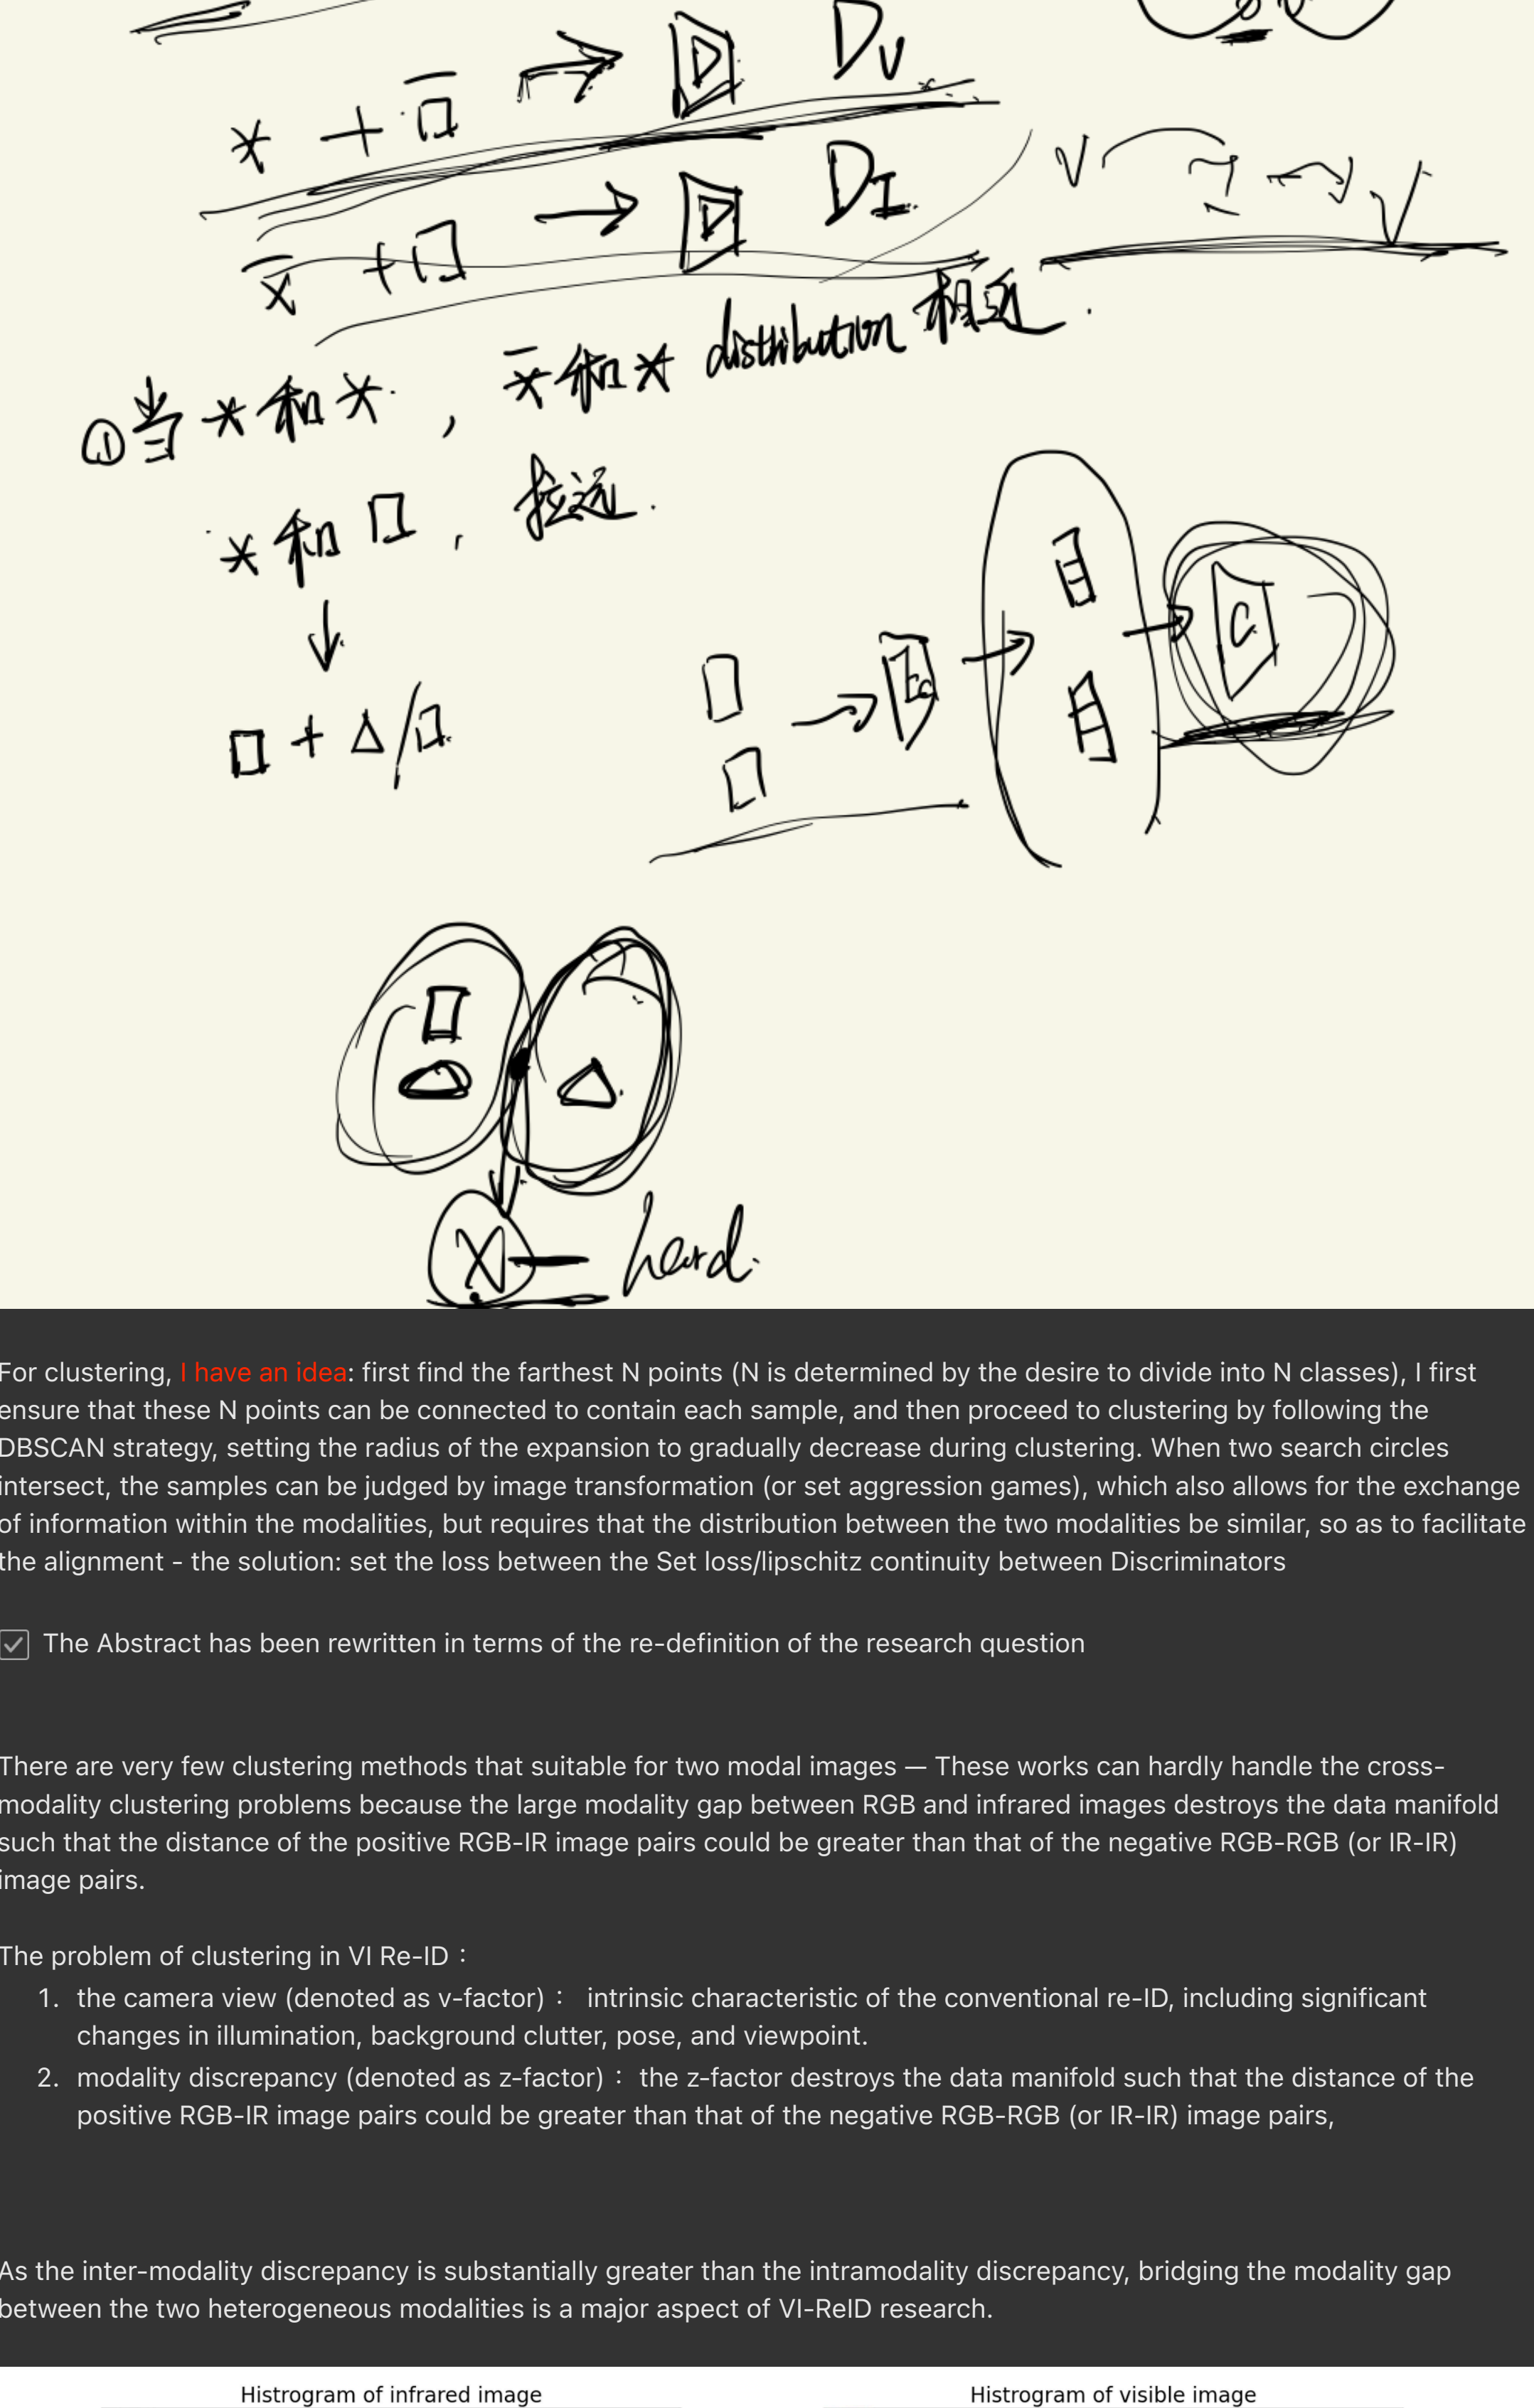 * + □ → D Dv
x + □ → D DI
v y
①当*和*, *和* distribution 相近.
*和□, 拉远.
□ + △/□
Ec C
X — hard.
For clustering, I have an idea: first find the farthest N points (N is determined by the desire to divide into N classes), I first
ensure that these N points can be connected to contain each sample, and then proceed to clustering by following the
DBSCAN strategy, setting the radius of the expansion to gradually decrease during clustering. When two search circles
intersect, the samples can be judged by image transformation (or set aggression games), which also allows for the exchange
of information within the modalities, but requires that the distribution between the two modalities be similar, so as to facilitate
the alignment - the solution: set the loss between the Set loss/lipschitz continuity between Discriminators
The Abstract has been rewritten in terms of the re-definition of the research question
There are very few clustering methods that suitable for two modal images — These works can hardly handle the cross-
modality clustering problems because the large modality gap between RGB and infrared images destroys the data manifold
such that the distance of the positive RGB-IR image pairs could be greater than that of the negative RGB-RGB (or IR-IR)
image pairs.
The problem of clustering in VI Re-ID：
1. the camera view (denoted as v-factor)： intrinsic characteristic of the conventional re-ID, including significant
changes in illumination, background clutter, pose, and viewpoint.
2. modality discrepancy (denoted as z-factor)： the z-factor destroys the data manifold such that the distance of the
positive RGB-IR image pairs could be greater than that of the negative RGB-RGB (or IR-IR) image pairs,
As the inter-modality discrepancy is substantially greater than the intramodality discrepancy, bridging the modality gap
between the two heterogeneous modalities is a major aspect of VI-ReID research.
Histrogram of infrared image
Histrogram of visible image